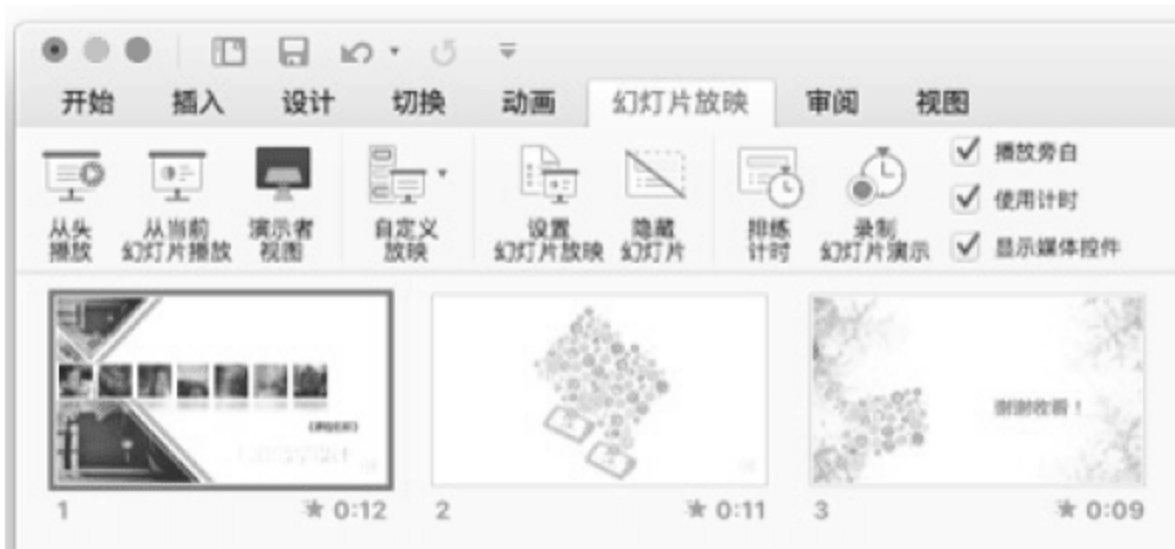 开始 插入 设计 切换 动画 幻灯片放映 审阅 视图
从头播放 从当前幻灯片播放 演示者视图 自定义放映 设置幻灯片放映 隐藏幻灯片 排练计时 录制幻灯片演示
播放旁白
使用计时
显示媒体控件
谢谢收看！
1 0:12 2 0:11 3 0:09